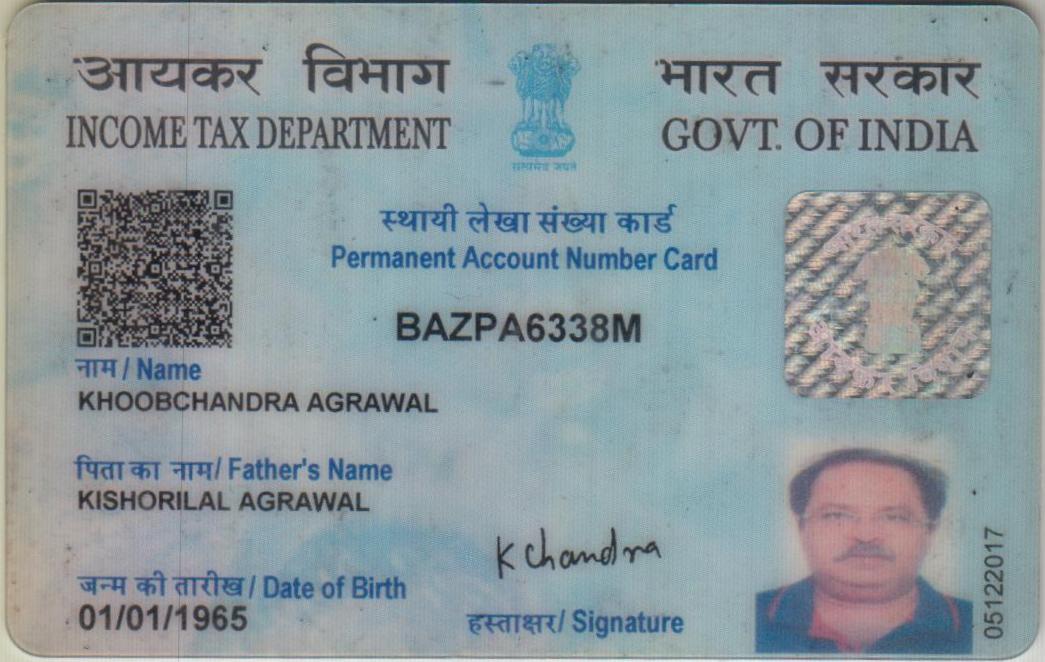 आयकर विभाग
INCOME TAX DEPARTMENT
भारत सरकार
GOVT. OF INDIA
सत्यमेव जयते
स्थायी लेखा संख्या कार्ड
Permanent Account Number Card
BAZPA6338M
नाम / Name
KHOOBCHANDRA AGRAWAL
पिता का नाम/ Father's Name
KISHORILAL AGRAWAL
जन्म की तारीख / Date of Birth
01/01/1965
K Chandra
हस्ताक्षर/ Signature
05122017